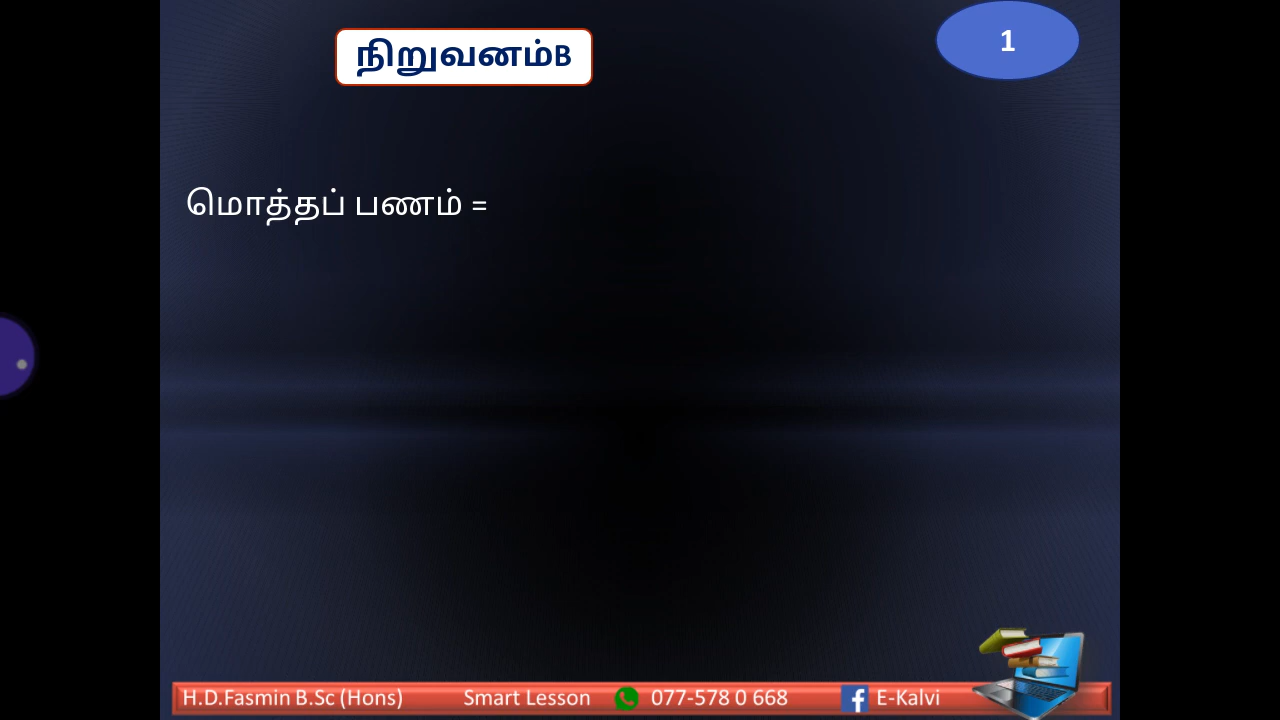 நிறுவனம்B
1
மொத்தப் பணம் =
H.D.Fasmin B.Sc (Hons) Smart Lesson 077-578 0 668 E-Kalvi